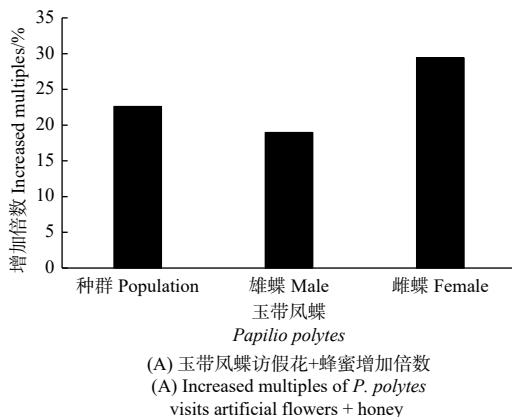 增加倍数 Increased multiples/%
35
30
25
20
15
10
5
0
种群 Population 雄蝶 Male 雌蝶 Female
玉带凤蝶
Papilio polytes
(A) 玉带凤蝶访假花+蜂蜜增加倍数
(A) Increased multiples of P. polytes
visits artificial flowers + honey